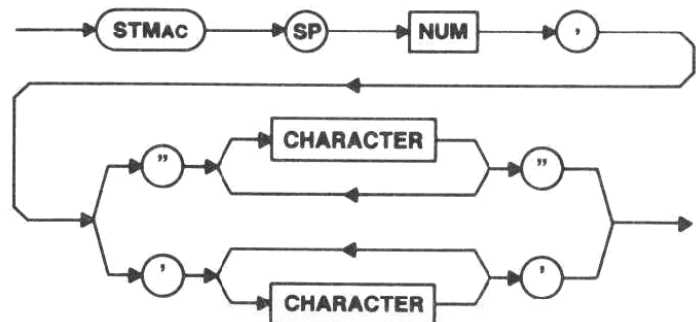 STMAC SP NUM ,
" CHARACTER "
' CHARACTER '